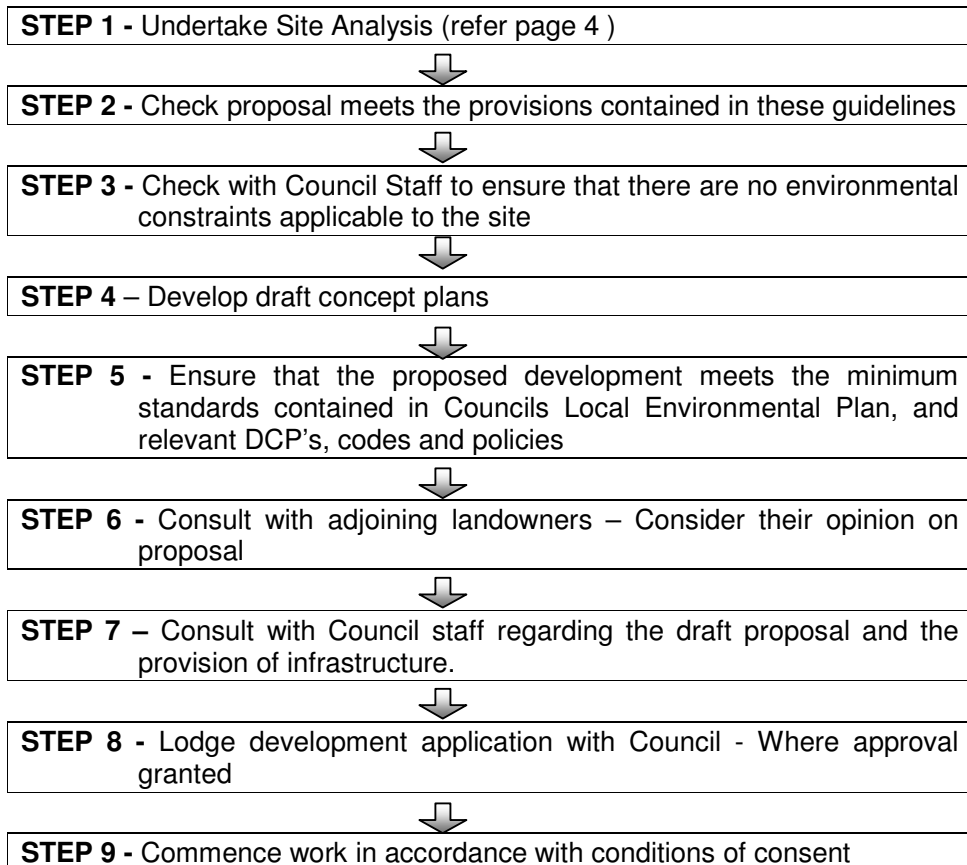 STEP 1 - Undertake Site Analysis (refer page 4 )
STEP 2 - Check proposal meets the provisions contained in these guidelines
STEP 3 - Check with Council Staff to ensure that there are no environmental
constraints applicable to the site
STEP 4 – Develop draft concept plans
STEP 5 - Ensure that the proposed development meets the minimum
standards contained in Councils Local Environmental Plan, and
relevant DCP's, codes and policies
STEP 6 - Consult with adjoining landowners – Consider their opinion on
proposal
STEP 7 – Consult with Council staff regarding the draft proposal and the
provision of infrastructure.
STEP 8 - Lodge development application with Council - Where approval
granted
STEP 9 - Commence work in accordance with conditions of consent